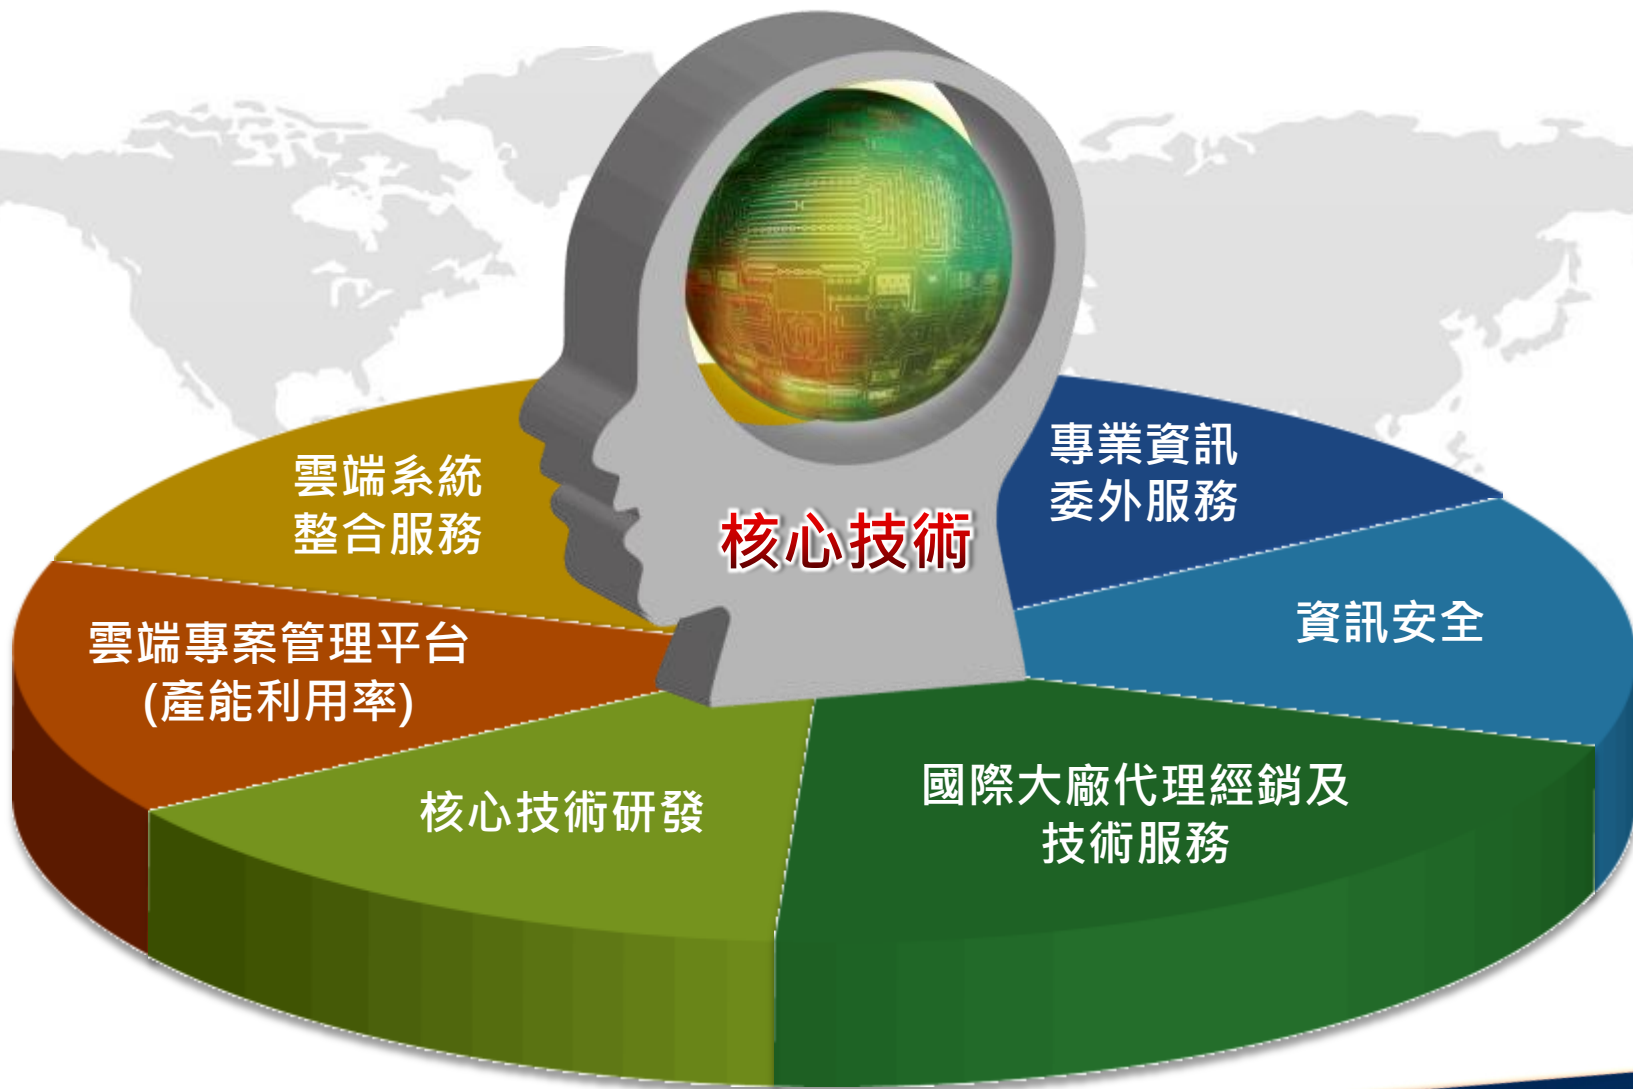 專業資訊
委外服務
雲端系統
整合服務
核心技術
資訊安全
雲端專案管理平台
(產能利用率)
國際大廠代理經銷及
技術服務
核心技術研發